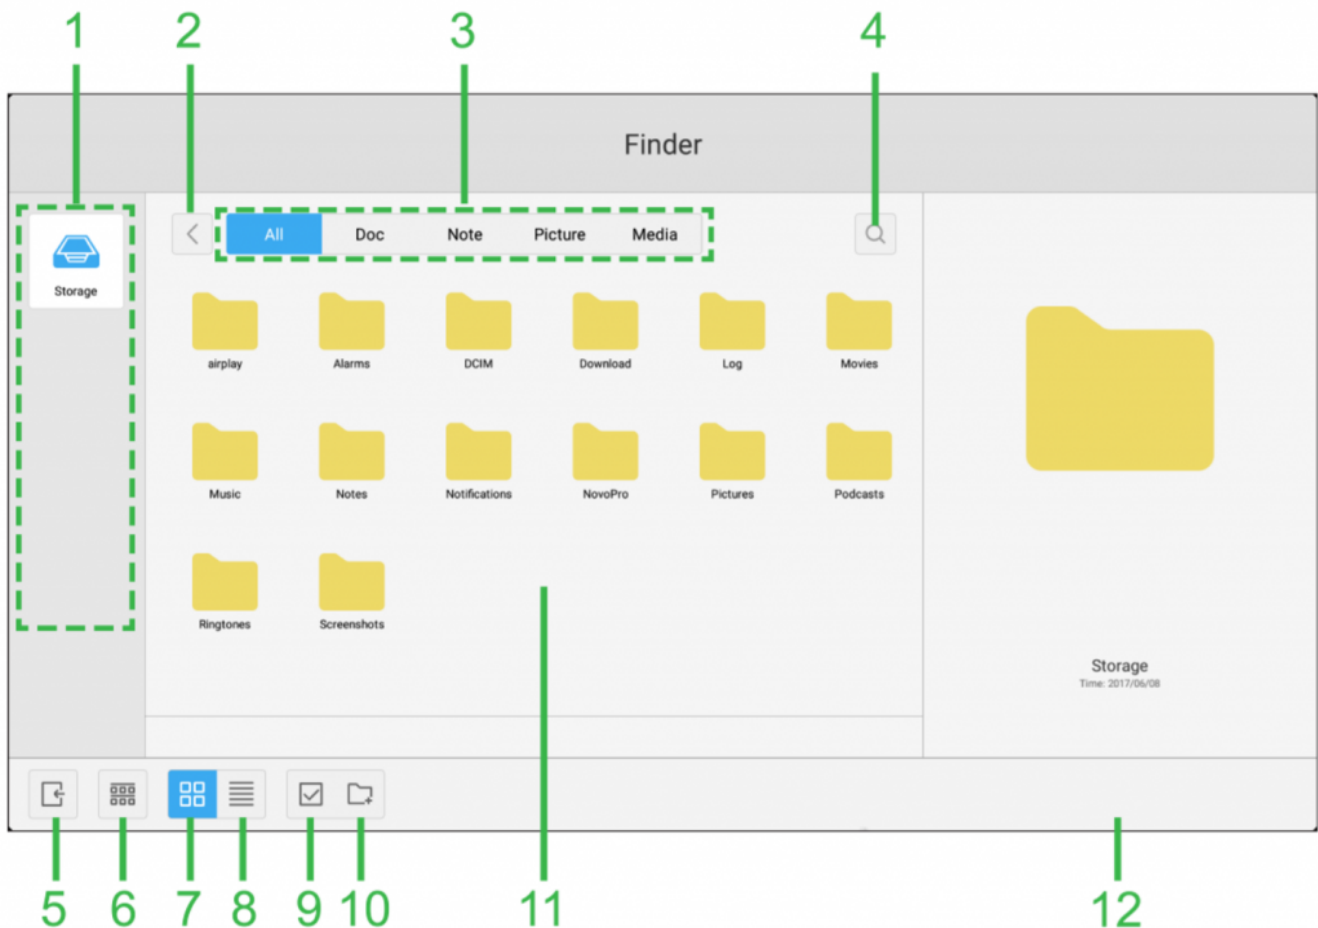 1 2 3 4
Finder
Storage
All Doc Note Picture Media
airplay Alarms DCIM Download Log Movies
Music Notes Notifications NovoPro Pictures Podcasts
Ringtones Screenshots
Storage
Time: 2017/06/08
5 6 7 8 9 10 11 12